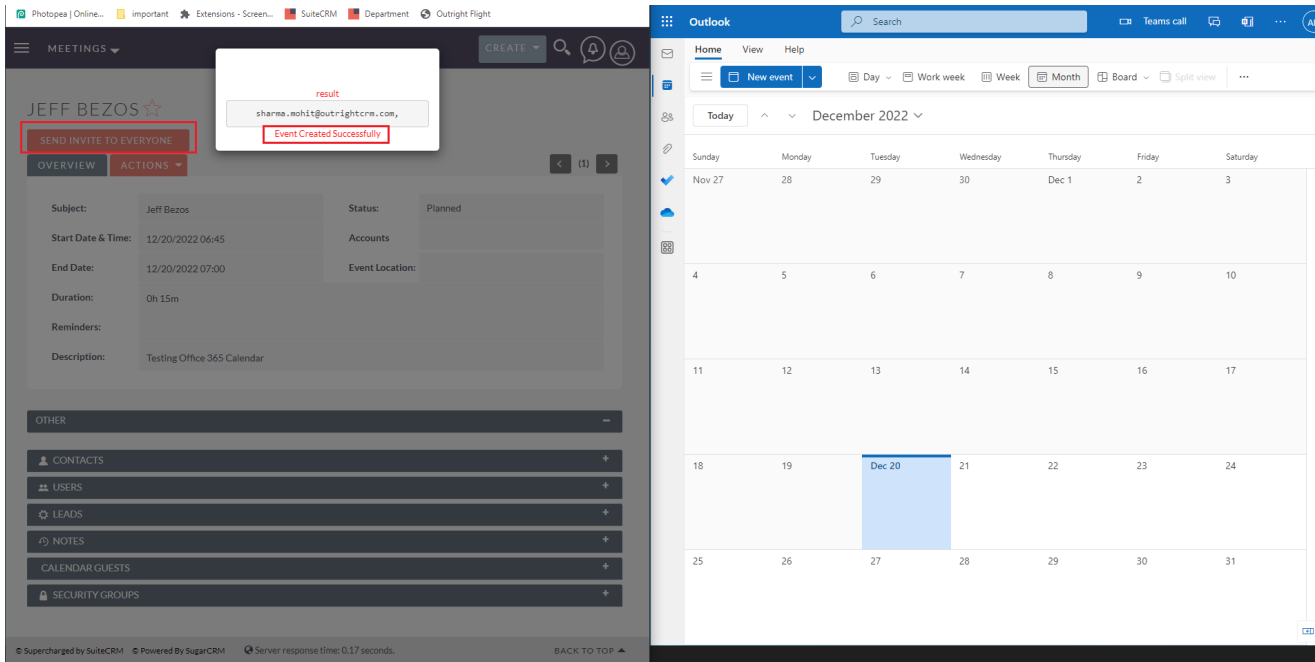 Photopea | Online... important Extensions - Screen... SuiteCRM Department Outright Flight
MEETINGS CREATE
result
sharma.mohit@outrightcrm.com,
Event Created Successfully
JEFF BEZOS
SEND INVITE TO EVERYONE
OVERVIEW ACTIONS (1)
Subject: Jeff Bezos Status: Planned
Start Date & Time: 12/20/2022 06:45 Accounts
End Date: 12/20/2022 07:00 Event Location:
Duration: 0h 15m
Reminders:
Description: Testing Office 365 Calendar
OTHER
CONTACTS
USERS
LEADS
NOTES
CALENDAR GUESTS
SECURITY GROUPS
© Supercharged by SuiteCRM © Powered By SugarCRM Server response time: 0.17 seconds. BACK TO TOP
Outlook Search Teams call
Home View Help
New event Day Work week Week Month Board Split view
Today December 2022
Sunday Monday Tuesday Wednesday Thursday Friday Saturday
Nov 27 28 29 30 Dec 1 2 3
4 5 6 7 8 9 10
11 12 13 14 15 16 17
18 19 Dec 20 21 22 23 24
25 26 27 28 29 30 31